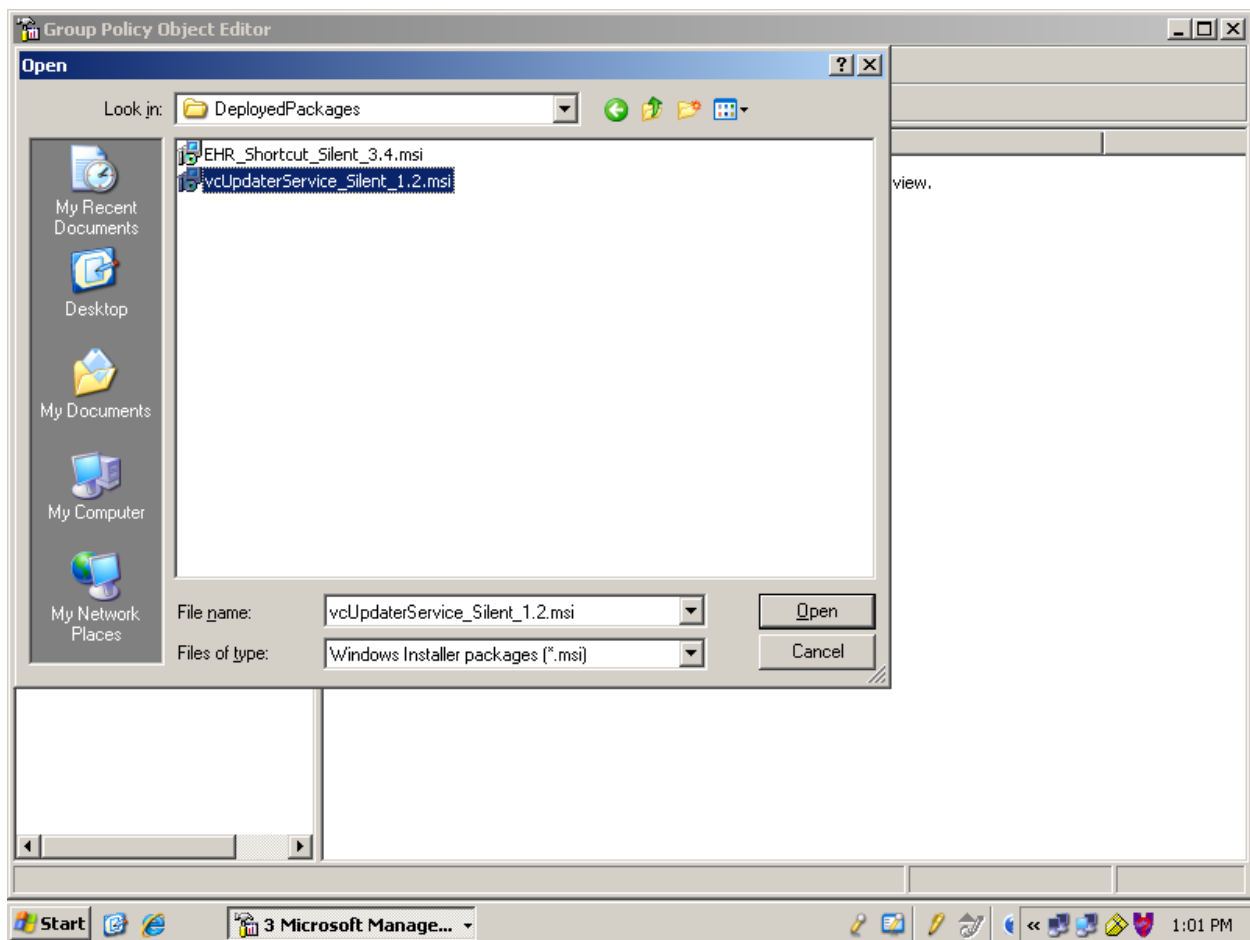 Group Policy Object Editor
Open
Look in:
DeployedPackages
EHR_Shortcut_Silent_3.4.msi
vcUpdaterService_Silent_1.2.msi
view.
My Recent
Documents
Desktop
My Documents
My Computer
My Network
Places
File name:
vcUpdaterService_Silent_1.2.msi
Open
Files of type:
Windows Installer packages (*.msi)
Cancel
Start
3 Microsoft Manage...
1:01 PM